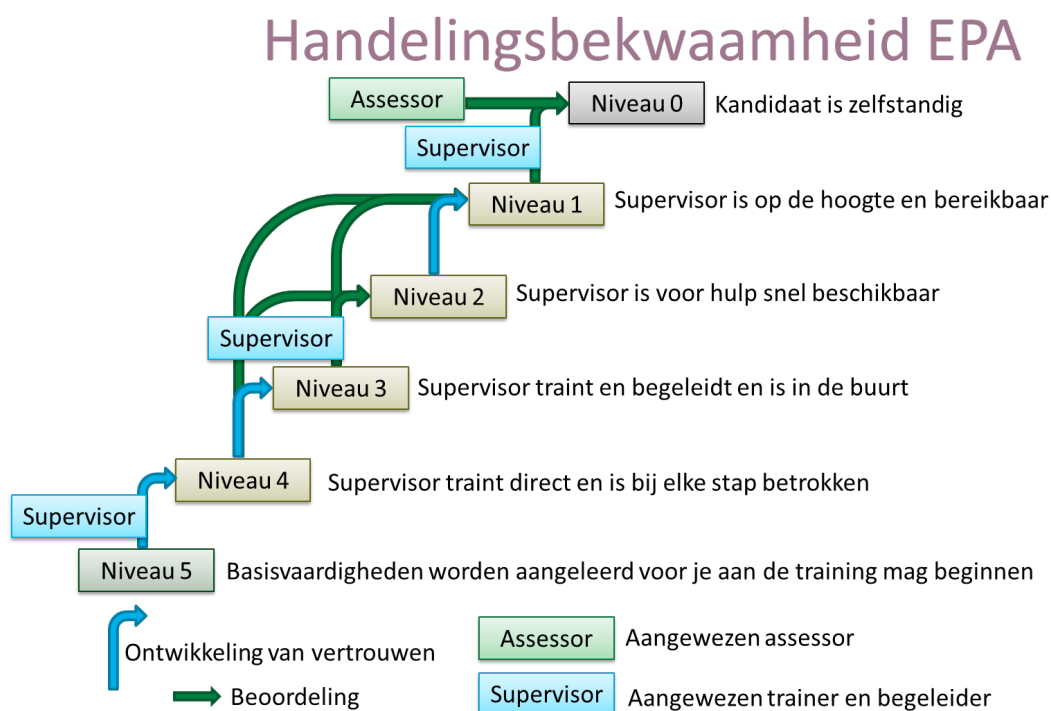 Handelingsbekwaamheid EPA
Assessor
Niveau 0
Kandidaat is zelfstandig
Supervisor
Niveau 1
Supervisor is op de hoogte en bereikbaar
Niveau 2
Supervisor is voor hulp snel beschikbaar
Supervisor
Niveau 3
Supervisor traint en begeleidt en is in de buurt
Niveau 4
Supervisor traint direct en is bij elke stap betrokken
Supervisor
Niveau 5
Basisvaardigheden worden aangeleerd voor je aan de training mag beginnen
Ontwikkeling van vertrouwen
Assessor
Aangewezen assessor
Beoordeling
Supervisor
Aangewezen trainer en begeleider